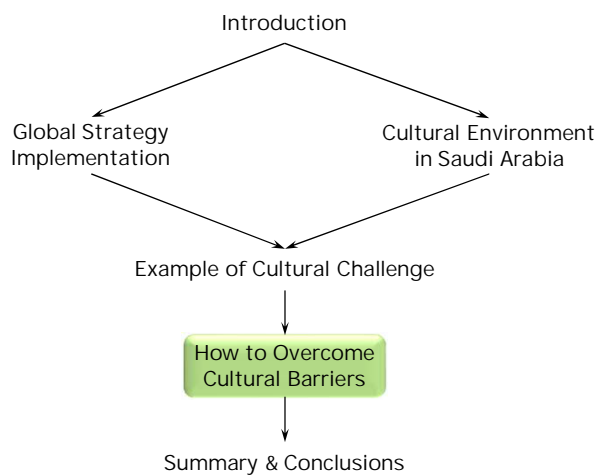 Introduction
Global Strategy
Implementation
Cultural Environment
in Saudi Arabia
Example of Cultural Challenge
How to Overcome
Cultural Barriers
Summary & Conclusions